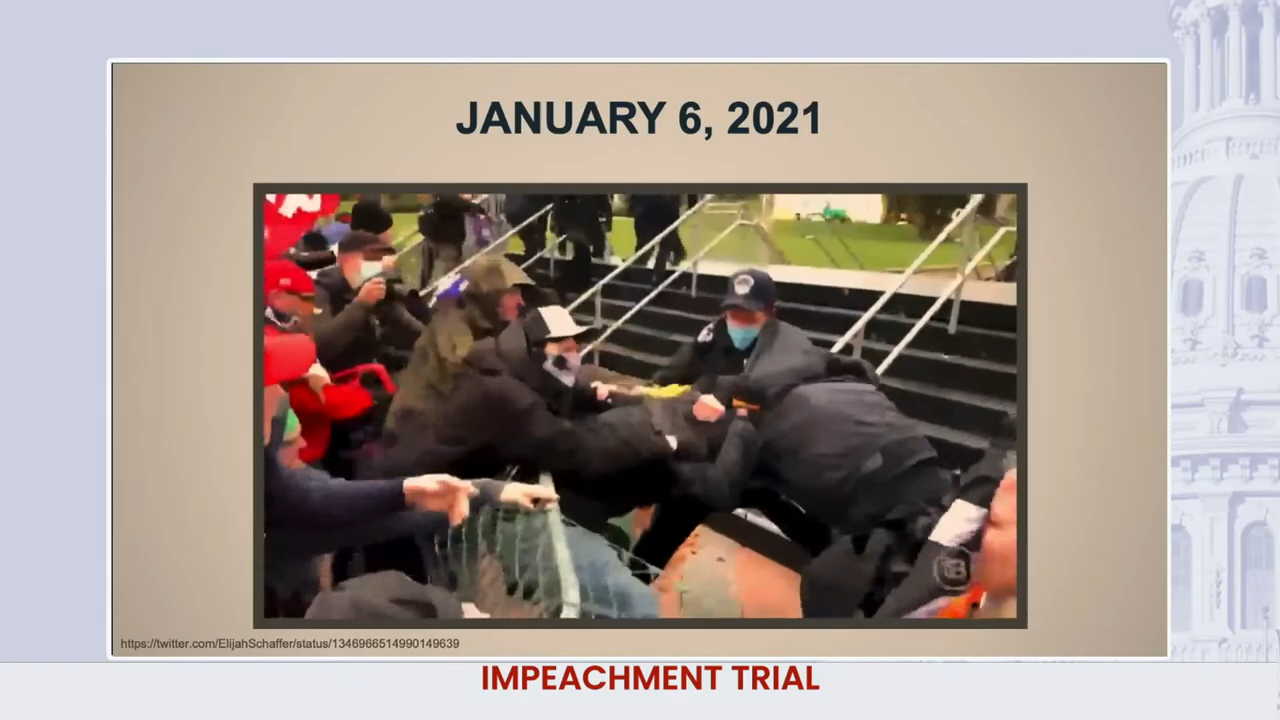 JANUARY 6, 2021
https://twitter.com/ElijahSchaffer/status/1346966514990149639
IMPEACHMENT TRIAL